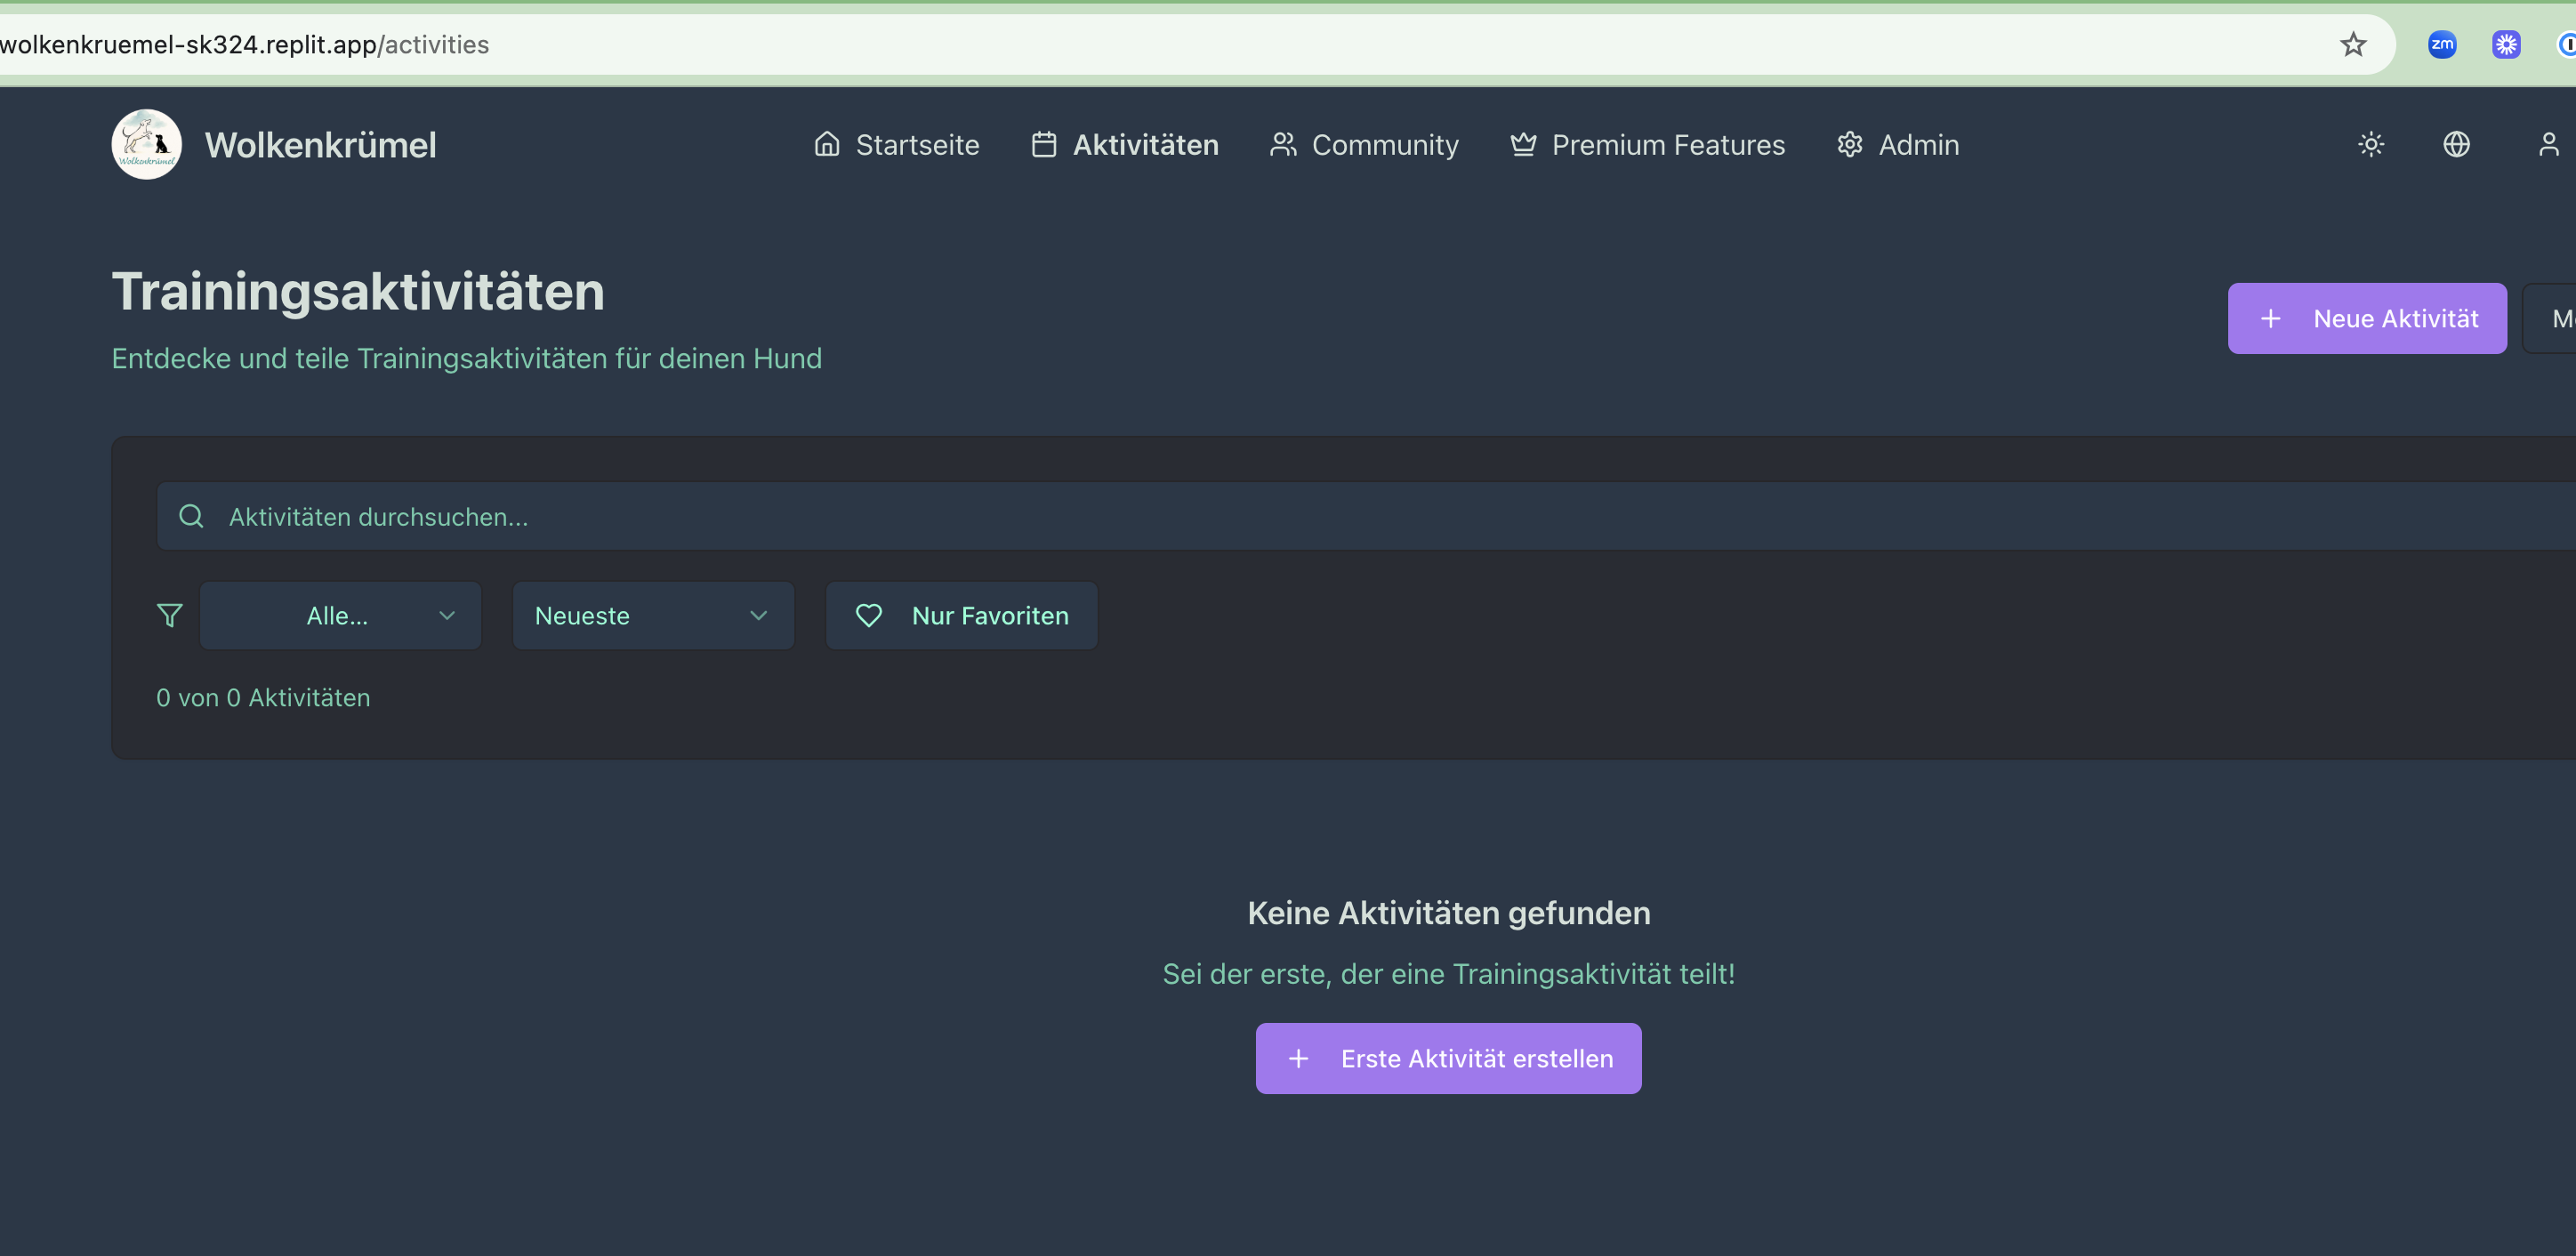 wolkenkruemel-sk324.replit.app/activities
zm
Wolkenkrümel
Wolkenkrümel
Startseite
Aktivitäten
Community
Premium Features
Admin
Trainingsaktivitäten
Neue Aktivität
Entdecke und teile Trainingsaktivitäten für deinen Hund
Aktivitäten durchsuchen...
Alle...
Neueste
Nur Favoriten
0 von 0 Aktivitäten
Keine Aktivitäten gefunden
Sei der erste, der eine Trainingsaktivität teilt!
Erste Aktivität erstellen